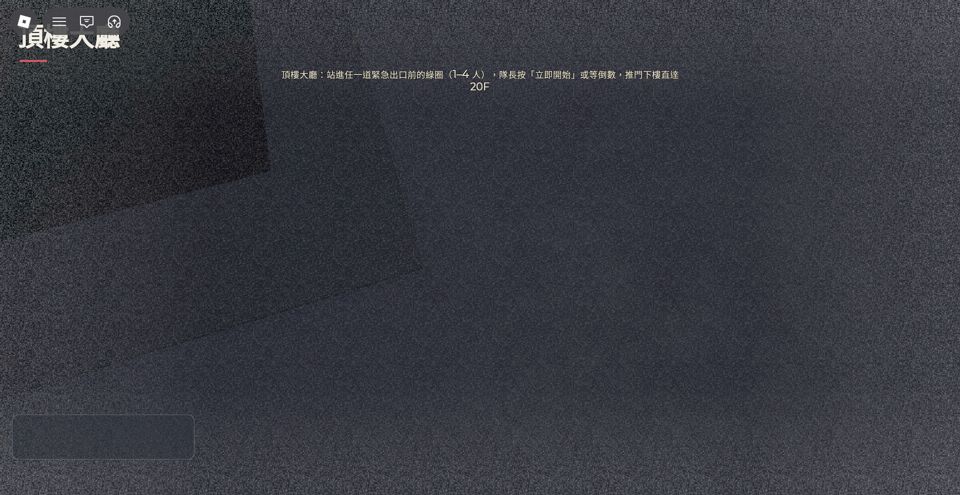 頂樓大廳
頂樓大廳：站進任一道緊急出口前的綠圈（1–4 人），隊長按「立即開始」或等倒數，推門下樓直達
20F